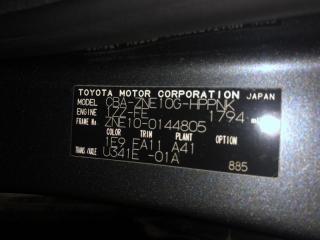 TOYOTA MOTOR CORPORATION JAPAN
MODEL CBA-ZNE10G-HPPNK
ENGINE 1ZZ-FE 1794
FRAME No. ZNE10-0144805
COLOR TRIM PLANT OPTION
1E9 FA11 A41
TRANS./AXLE U341E -01A
885